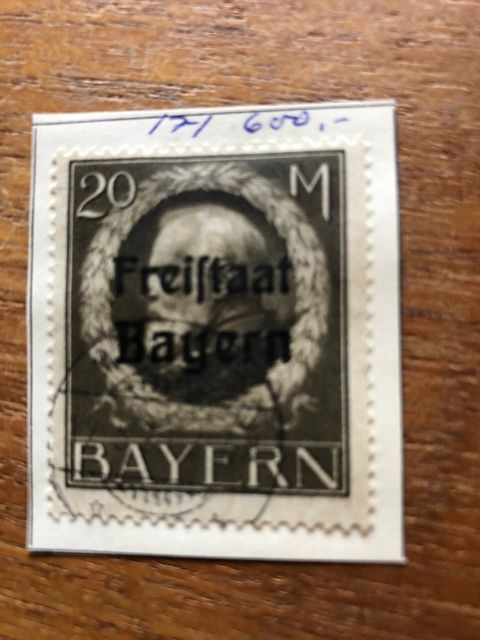 171 600,-
20 M
Freiſtaat
Bayern
BAYERN